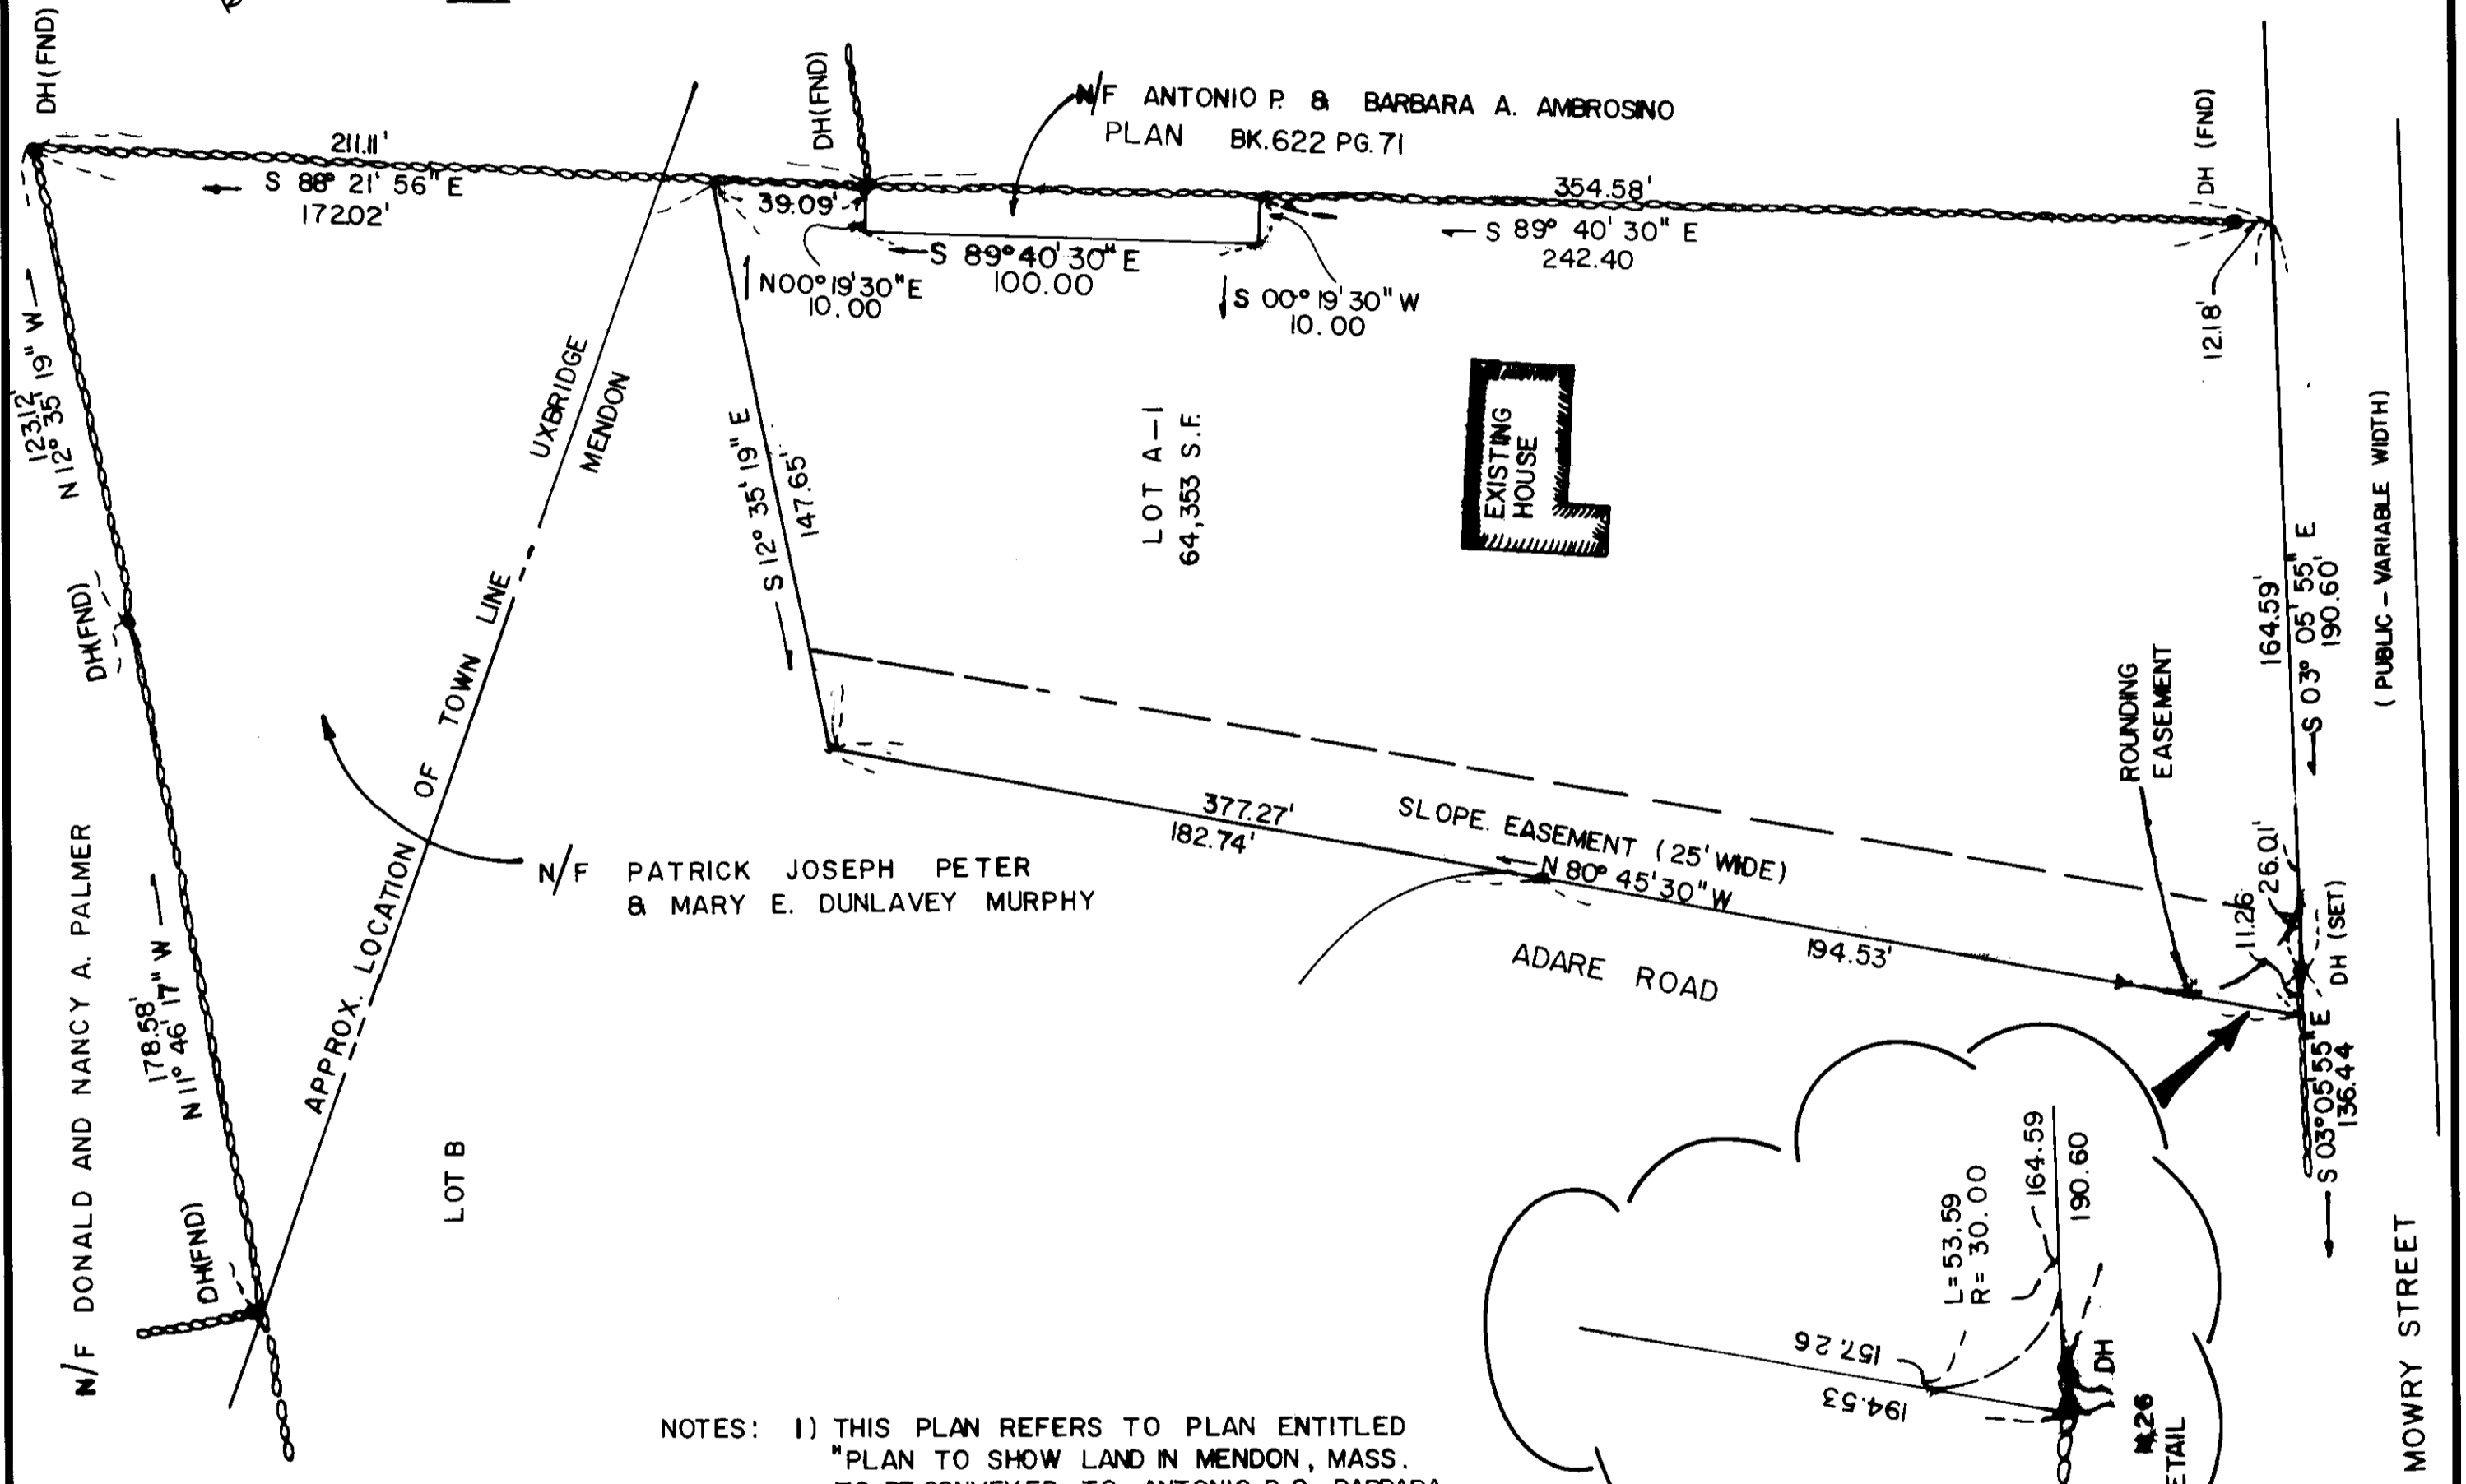 DH(FND)
DH(FND)
N/F ANTONIO P. & BARBARA A. AMBROSINO
PLAN BK.622 PG.71
DH (FND)
211.11'
S 88° 21' 56" E
172.02'
39.09'
354.58'
S 89° 40' 30" E
242.40
S 89° 40' 30" E
100.00
N00° 19' 30" E
10.00
S 00° 19' 30" W
10.00
12.18'
123.12'
N 12° 35' 19" W
UXBRIDGE
MENDON
S 12° 35' 19" E
147.65'
LOT A-1
64,353 S.F.
EXISTING
HOUSE
164.59'
S 03° 05' 55" E
190.60'
(PUBLIC - VARIABLE WIDTH)
DH(FND)
APPROX. LOCATION OF TOWN LINE
ROUNDING
EASEMENT
377.27'
182.74'
SLOPE. EASEMENT (25' WIDE)
N 80° 45' 30" W
194.53'
ADARE ROAD
11.26
26.01'
DH (SET)
N/F PATRICK JOSEPH PETER
& MARY E. DUNLAVEY MURPHY
N/F DONALD AND NANCY A. PALMER
178.58'
N 11° 46' 17" W
S 03° 05' 55" E
136.44
LOT B
DH(FND)
L=53.59
R=30.00
164.59
190.60
157.26
194.53
DH
MOWRY STREET
NOTES: 1) THIS PLAN REFERS TO PLAN ENTITLED
"PLAN TO SHOW LAND IN MENDON, MASS.